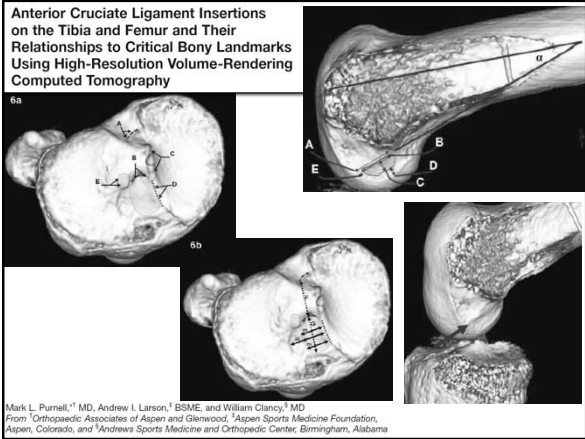 Anterior Cruciate Ligament Insertions
on the Tibia and Femur and Their
Relationships to Critical Bony Landmarks
Using High-Resolution Volume-Rendering
Computed Tomography
α
A
B
E
D
C
6a
A
B
C
E
D
6b
Mark L. Purnell,*† MD, Andrew I. Larson,‡ BSME, and William Clancy,§ MD
From †Orthopaedic Associates of Aspen and Glenwood, ‡Aspen Sports Medicine Foundation,
Aspen, Colorado, and §Andrews Sports Medicine and Orthopedic Center, Birmingham, Alabama